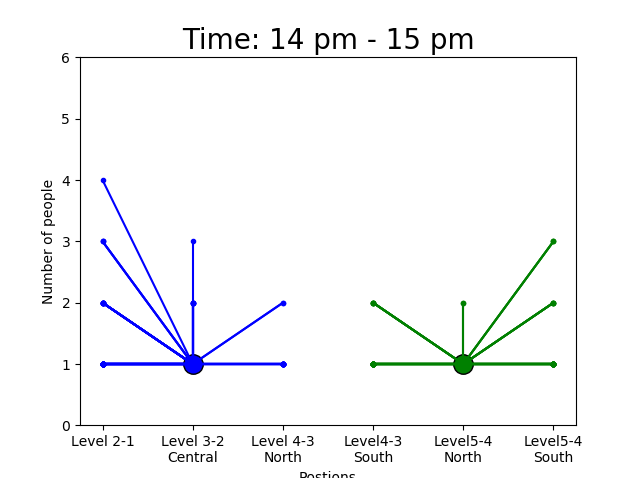 Time: 14 pm - 15 pm
6
5
4
3
2
1
0
Number of people
Level 2-1
Level 3-2
Central
Level 4-3
North
Level4-3
South
Level5-4
North
Level5-4
South
Postions